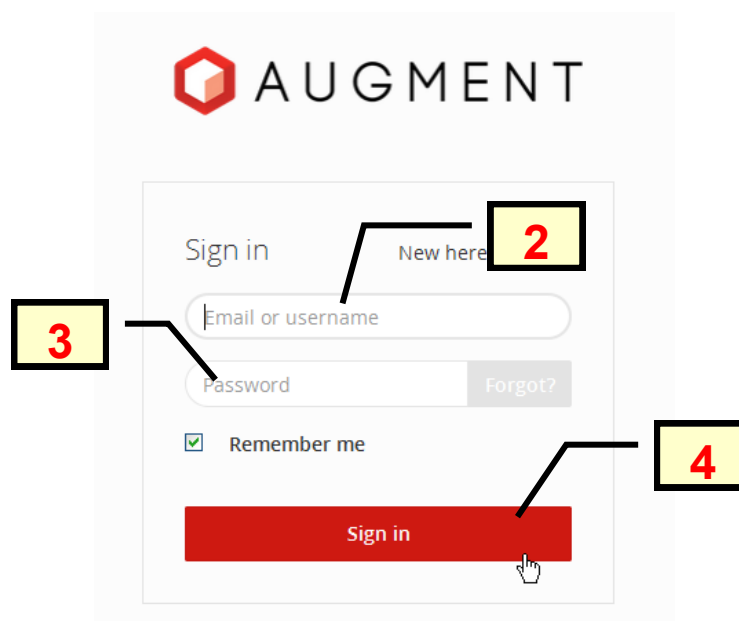 AUGMENT
Sign in New here
2
Email or username
3
Password Forgot?
Remember me
4
Sign in